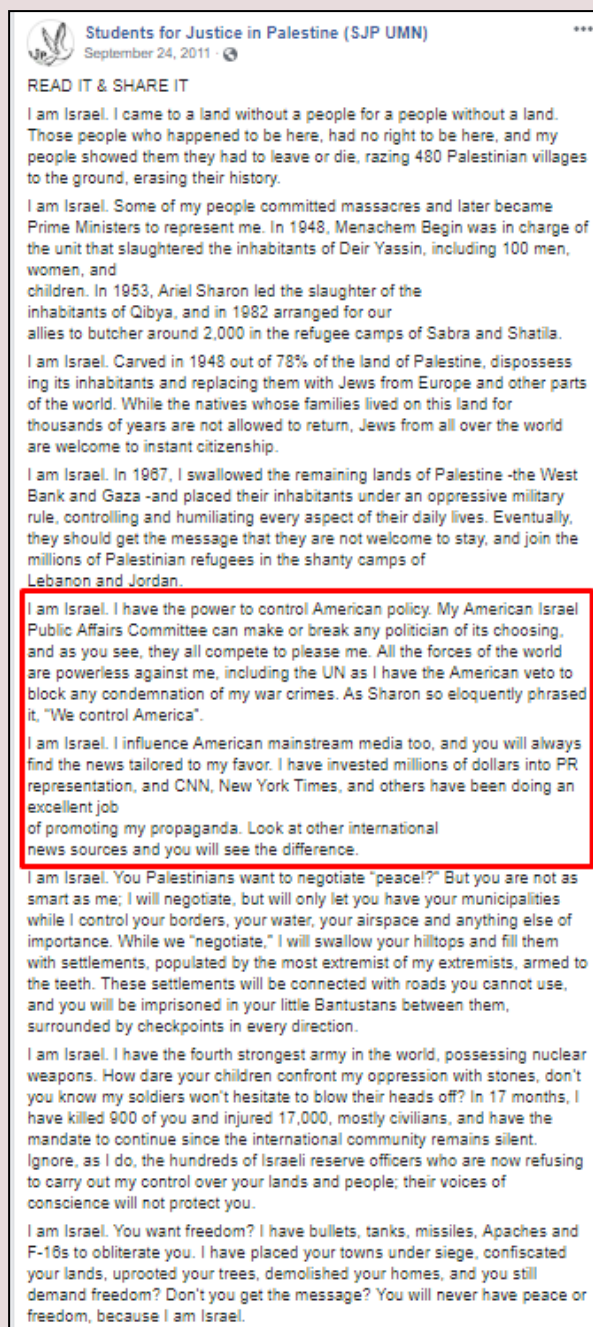 Students for Justice in Palestine (SJP UMN)
September 24, 2011 ·
READ IT & SHARE IT
I am Israel. I came to a land without a people for a people without a land.
Those people who happened to be here, had no right to be here, and my
people showed them they had to leave or die, razing 480 Palestinian villages
to the ground, erasing their history.
I am Israel. Some of my people committed massacres and later became
Prime Ministers to represent me. In 1948, Menachem Begin was in charge of
the unit that slaughtered the inhabitants of Deir Yassin, including 100 men,
women, and
children. In 1953, Ariel Sharon led the slaughter of the
inhabitants of Qibya, and in 1982 arranged for our
allies to butcher around 2,000 in the refugee camps of Sabra and Shatila.
I am Israel. Carved in 1948 out of 78% of the land of Palestine, dispossess
ing its inhabitants and replacing them with Jews from Europe and other parts
of the world. While the natives whose families lived on this land for
thousands of years are not allowed to return, Jews from all over the world
are welcome to instant citizenship.
I am Israel. In 1967, I swallowed the remaining lands of Palestine -the West
Bank and Gaza -and placed their inhabitants under an oppressive military
rule, controlling and humiliating every aspect of their daily lives. Eventually,
they should get the message that they are not welcome to stay, and join the
millions of Palestinian refugees in the shanty camps of
Lebanon and Jordan.
I am Israel. I have the power to control American policy. My American Israel
Public Affairs Committee can make or break any politician of its choosing,
and as you see, they all compete to please me. All the forces of the world
are powerless against me, including the UN as I have the American veto to
block any condemnation of my war crimes. As Sharon so eloquently phrased
it, "We control America".
I am Israel. I influence American mainstream media too, and you will always
find the news tailored to my favor. I have invested millions of dollars into PR
representation, and CNN, New York Times, and others have been doing an
excellent job
of promoting my propaganda. Look at other international
news sources and you will see the difference.
I am Israel. You Palestinians want to negotiate "peace!?" But you are not as
smart as me; I will negotiate, but will only let you have your municipalities
while I control your borders, your water, your airspace and anything else of
importance. While we "negotiate," I will swallow your hilltops and fill them
with settlements, populated by the most extremist of my extremists, armed to
the teeth. These settlements will be connected with roads you cannot use,
and you will be imprisoned in your little Bantustans between them,
surrounded by checkpoints in every direction.
I am Israel. I have the fourth strongest army in the world, possessing nuclear
weapons. How dare your children confront my oppression with stones, don't
you know my soldiers won't hesitate to blow their heads off? In 17 months, I
have killed 900 of you and injured 17,000, mostly civilians, and have the
mandate to continue since the international community remains silent.
Ignore, as I do, the hundreds of Israeli reserve officers who are now refusing
to carry out my control over your lands and people; their voices of
conscience will not protect you.
I am Israel. You want freedom? I have bullets, tanks, missiles, Apaches and
F-16s to obliterate you. I have placed your towns under siege, confiscated
your lands, uprooted your trees, demolished your homes, and you still
demand freedom? Don't you get the message? You will never have peace or
freedom, because I am Israel.